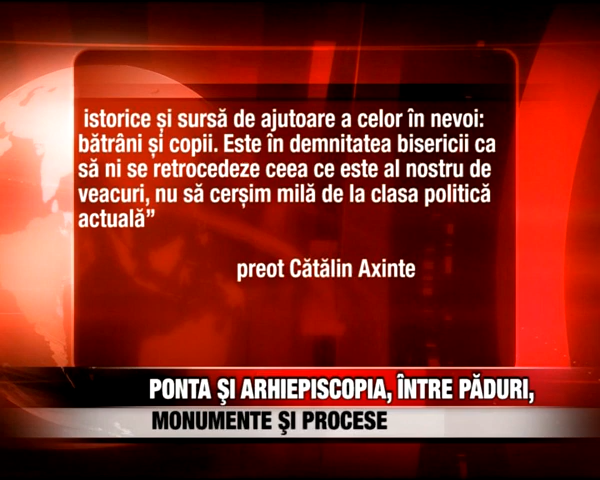 istorice și sursă de ajutoare a celor în nevoi:
bătrâni și copii. Este în demnitatea bisericii ca
să ni se retrocedeze ceea ce este al nostru de
veacuri, nu să cerșim milă de la clasa politică
actuală”
preot Cătălin Axinte
PONTA ŞI ARHIEPISCOPIA, ÎNTRE PĂDURI,
MONUMENTE ŞI PROCESE